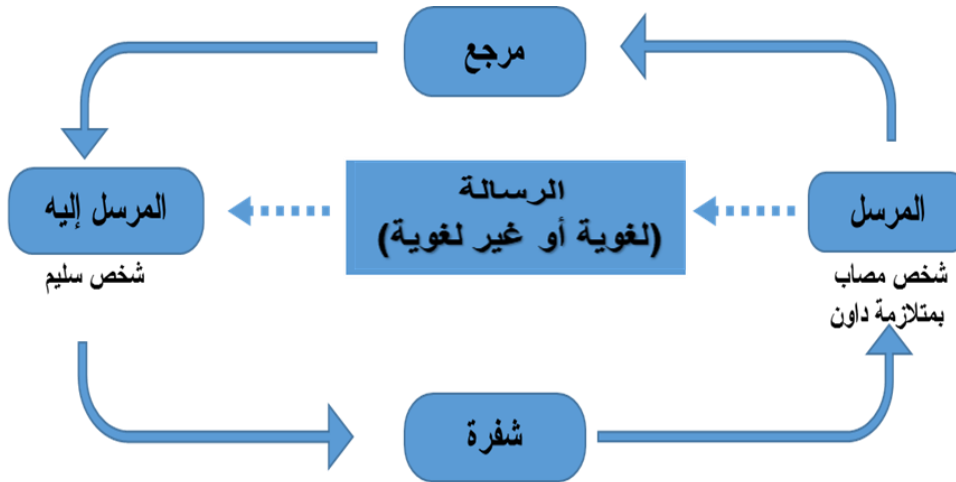 مرجع
المرسل
شخص مصاب
بمتلازمة داون
الرسالة
(لغوية أو غير لغوية)
المرسل إليه
شخص سليم
شفرة